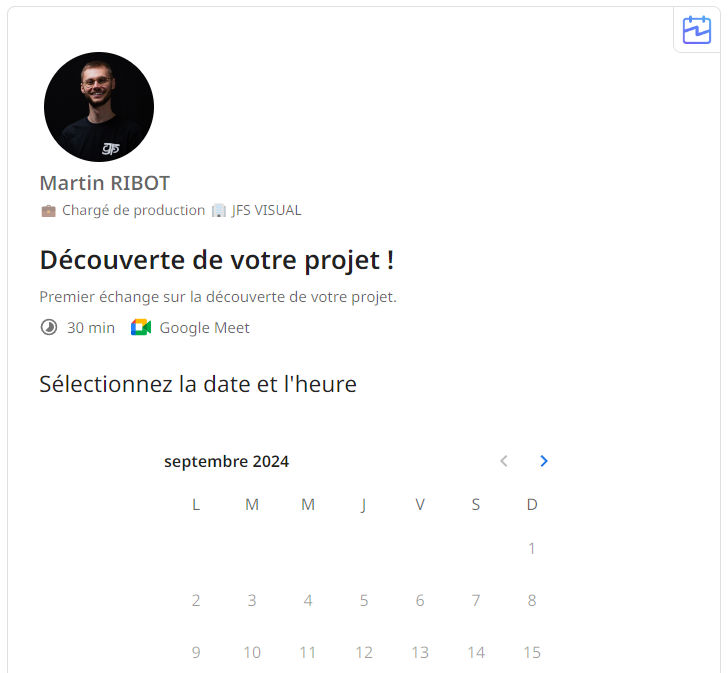 Martin RIBOT
Chargé de production JFS VISUAL
Découverte de votre projet !
Premier échange sur la découverte de votre projet.
30 min Google Meet
Sélectionnez la date et l'heure
septembre 2024
L M M J V S D
1
2 3 4 5 6 7 8
9 10 11 12 13 14 15